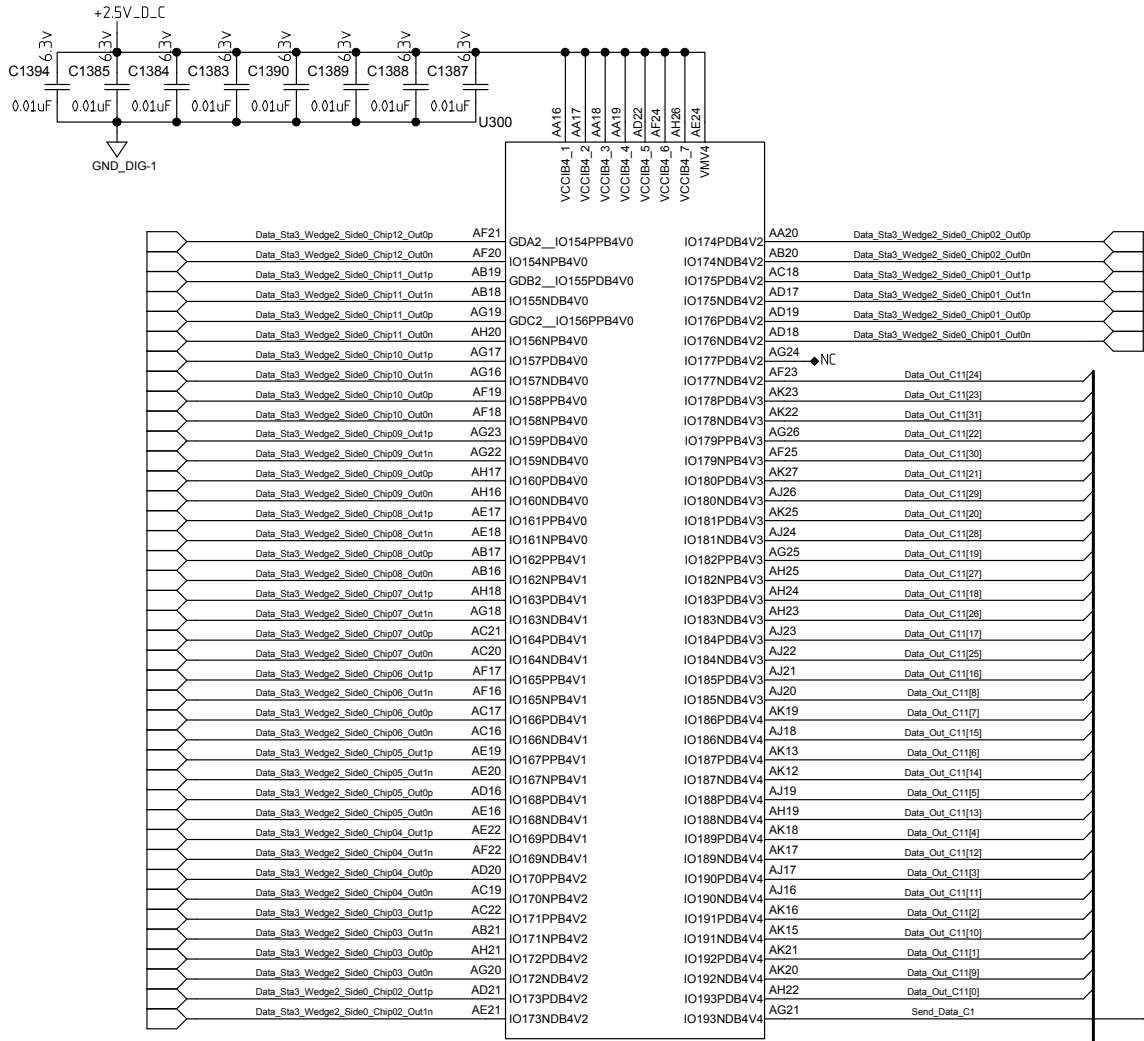 +2.5V_D_C
6.3v 6.3v 6.3v 6.3v 6.3v 6.3v 6.3v 6.3v
C1394 C1385 C1384 C1383 C1390 C1389 C1388 C1387
0.01uF 0.01uF 0.01uF 0.01uF 0.01uF 0.01uF 0.01uF 0.01uF
GND_DIG-1
U300
AA16 AA17 AA18 AA19 AD22 AF24 AH26 AE24
VCCIB4_1 VCCIB4_2 VCCIB4_3 VCCIB4_4 VCCIB4_5 VCCIB4_6 VCCIB4_7 VMV4
Data_Sta3_Wedge2_Side0_Chip12_Out0p AF21 GDA2__IO154PPB4V0 IO174PDB4V2 AA20 Data_Sta3_Wedge2_Side0_Chip02_Out0p
Data_Sta3_Wedge2_Side0_Chip12_Out0n AF20 IO154NPB4V0 IO174NDB4V2 AB20 Data_Sta3_Wedge2_Side0_Chip02_Out0n
Data_Sta3_Wedge2_Side0_Chip11_Out1p AB19 GDB2__IO155PDB4V0 IO175PDB4V2 AC18 Data_Sta3_Wedge2_Side0_Chip01_Out1p
Data_Sta3_Wedge2_Side0_Chip11_Out1n AB18 IO155NDB4V0 IO175NDB4V2 AD17 Data_Sta3_Wedge2_Side0_Chip01_Out1n
Data_Sta3_Wedge2_Side0_Chip11_Out0p AG19 GDC2__IO156PPB4V0 IO176PDB4V2 AD19 Data_Sta3_Wedge2_Side0_Chip01_Out0p
Data_Sta3_Wedge2_Side0_Chip11_Out0n AH20 IO156NPB4V0 IO176NDB4V2 AD18 Data_Sta3_Wedge2_Side0_Chip01_Out0n
Data_Sta3_Wedge2_Side0_Chip10_Out1p AG17 IO157PDB4V0 IO177PDB4V2 AG24 NC
Data_Sta3_Wedge2_Side0_Chip10_Out1n AG16 IO157NDB4V0 IO177NDB4V2 AF23 Data_Out_C11[24]
Data_Sta3_Wedge2_Side0_Chip10_Out0p AF19 IO158PPB4V0 IO178PDB4V3 AK23 Data_Out_C11[23]
Data_Sta3_Wedge2_Side0_Chip10_Out0n AF18 IO158NPB4V0 IO178NDB4V3 AK22 Data_Out_C11[31]
Data_Sta3_Wedge2_Side0_Chip09_Out1p AG23 IO159PDB4V0 IO179PPB4V3 AG26 Data_Out_C11[22]
Data_Sta3_Wedge2_Side0_Chip09_Out1n AG22 IO159NDB4V0 IO179NPB4V3 AF25 Data_Out_C11[30]
Data_Sta3_Wedge2_Side0_Chip09_Out0p AH17 IO160PDB4V0 IO180PDB4V3 AK27 Data_Out_C11[21]
Data_Sta3_Wedge2_Side0_Chip09_Out0n AH16 IO160NDB4V0 IO180NDB4V3 AJ26 Data_Out_C11[29]
Data_Sta3_Wedge2_Side0_Chip08_Out1p AE17 IO161PPB4V0 IO181PDB4V3 AK25 Data_Out_C11[20]
Data_Sta3_Wedge2_Side0_Chip08_Out1n AE18 IO161NPB4V0 IO181NDB4V3 AJ24 Data_Out_C11[28]
Data_Sta3_Wedge2_Side0_Chip08_Out0p AB17 IO162PPB4V1 IO182PPB4V3 AG25 Data_Out_C11[19]
Data_Sta3_Wedge2_Side0_Chip08_Out0n AB16 IO162NPB4V1 IO182NPB4V3 AH25 Data_Out_C11[27]
Data_Sta3_Wedge2_Side0_Chip07_Out1p AH18 IO163PDB4V1 IO183PDB4V3 AH24 Data_Out_C11[18]
Data_Sta3_Wedge2_Side0_Chip07_Out1n AG18 IO163NDB4V1 IO183NDB4V3 AH23 Data_Out_C11[26]
Data_Sta3_Wedge2_Side0_Chip07_Out0p AC21 IO164PDB4V1 IO184PDB4V3 AJ23 Data_Out_C11[17]
Data_Sta3_Wedge2_Side0_Chip07_Out0n AC20 IO164NDB4V1 IO184NDB4V3 AJ22 Data_Out_C11[25]
Data_Sta3_Wedge2_Side0_Chip06_Out1p AF17 IO165PPB4V1 IO185PDB4V3 AJ21 Data_Out_C11[16]
Data_Sta3_Wedge2_Side0_Chip06_Out1n AF16 IO165NPB4V1 IO185NDB4V3 AJ20 Data_Out_C11[8]
Data_Sta3_Wedge2_Side0_Chip06_Out0p AC17 IO166PDB4V1 IO186PDB4V4 AK19 Data_Out_C11[7]
Data_Sta3_Wedge2_Side0_Chip06_Out0n AC16 IO166NDB4V1 IO186NDB4V4 AJ18 Data_Out_C11[15]
Data_Sta3_Wedge2_Side0_Chip05_Out1p AE19 IO167PPB4V1 IO187PDB4V4 AK13 Data_Out_C11[6]
Data_Sta3_Wedge2_Side0_Chip05_Out1n AE20 IO167NPB4V1 IO187NDB4V4 AK12 Data_Out_C11[14]
Data_Sta3_Wedge2_Side0_Chip05_Out0p AD16 IO168PDB4V1 IO188PDB4V4 AJ19 Data_Out_C11[5]
Data_Sta3_Wedge2_Side0_Chip05_Out0n AE16 IO168NDB4V1 IO188NDB4V4 AH19 Data_Out_C11[13]
Data_Sta3_Wedge2_Side0_Chip04_Out1p AE22 IO169PDB4V1 IO189PDB4V4 AK18 Data_Out_C11[4]
Data_Sta3_Wedge2_Side0_Chip04_Out1n AF22 IO169NDB4V1 IO189NDB4V4 AK17 Data_Out_C11[12]
Data_Sta3_Wedge2_Side0_Chip04_Out0p AD20 IO170PPB4V2 IO190PDB4V4 AJ17 Data_Out_C11[3]
Data_Sta3_Wedge2_Side0_Chip04_Out0n AC19 IO170NPB4V2 IO190NDB4V4 AJ16 Data_Out_C11[11]
Data_Sta3_Wedge2_Side0_Chip03_Out1p AC22 IO171PPB4V2 IO191PDB4V4 AK16 Data_Out_C11[2]
Data_Sta3_Wedge2_Side0_Chip03_Out1n AB21 IO171NPB4V2 IO191NDB4V4 AK15 Data_Out_C11[10]
Data_Sta3_Wedge2_Side0_Chip03_Out0p AH21 IO172PDB4V2 IO192PDB4V4 AK21 Data_Out_C11[1]
Data_Sta3_Wedge2_Side0_Chip03_Out0n AG20 IO172NDB4V2 IO192NDB4V4 AK20 Data_Out_C11[9]
Data_Sta3_Wedge2_Side0_Chip02_Out1p AD21 IO173PDB4V2 IO193PDB4V4 AH22 Data_Out_C11[0]
Data_Sta3_Wedge2_Side0_Chip02_Out1n AE21 IO173NDB4V2 IO193NDB4V4 AG21 Send_Data_C1